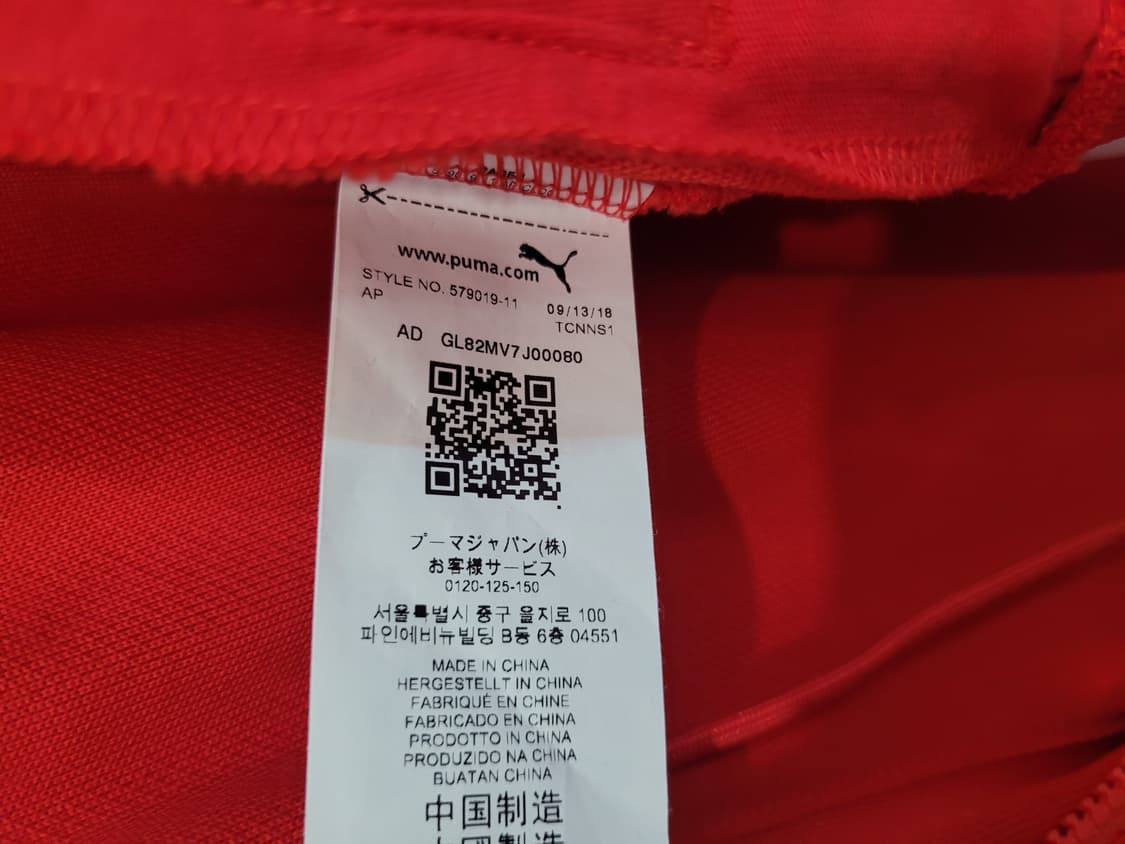 www.puma.com
STYLE NO. 579019-11 09/13/18
AP TCNNS1
AD GL82MV7J00080
プーマジャパン(株)
お客様サービス
0120-125-150
서울특별시 중구 을지로 100
파인에비뉴빌딩 B동 6층 04551
MADE IN CHINA
HERGESTELLT IN CHINA
FABRIQUÉ EN CHINE
FABRICADO EN CHINA
PRODOTTO IN CHINA
PRODUZIDO NA CHINA
BUATAN CHINA
中国制造